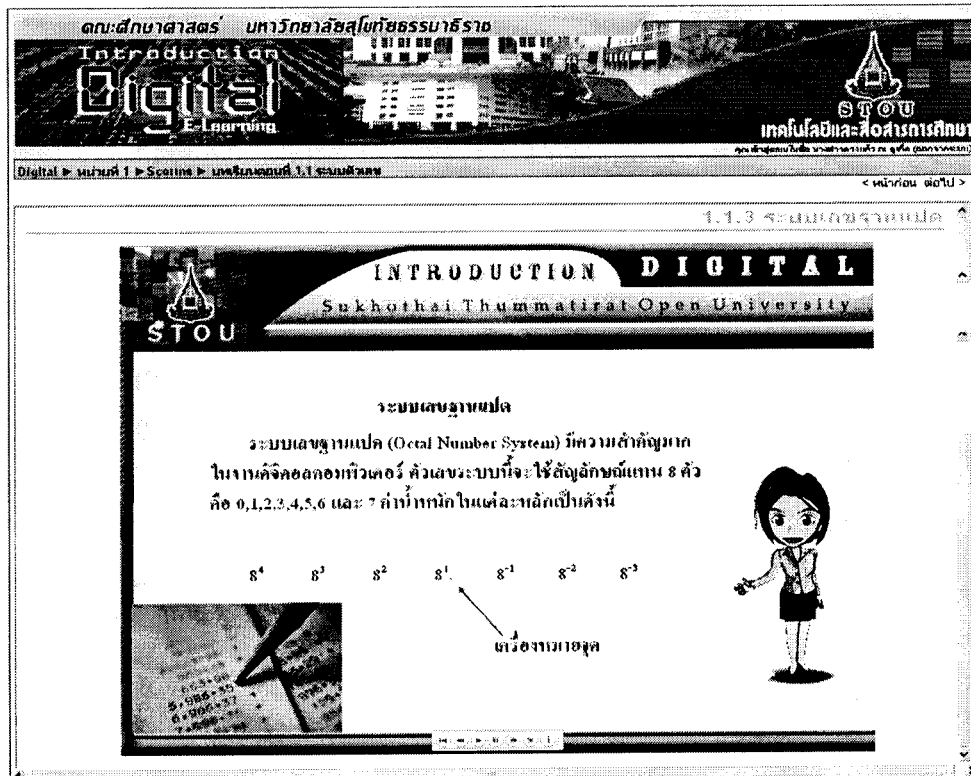 คณะศึกษาศาสตร์ มหาวิทยาลัยสุโขทัยธรรมาธิราช
Introduction
Digital
E-Learning
STOU
เทคโนโลยีและสื่อสารการศึกษา
Digital ► หน่วยที่ 1 ► Scorms ► บทเรียนตอนที่ 1.1 ระบบตัวเลข
< หน้าก่อน ต่อไป >
1.1.3 ระบบเลขฐานแปด
INTRODUCTION DIGITAL
Sukhothai Thummatirat Open University
STOU
ระบบเลขฐานแปด
ระบบเลขฐานแปด (Octal Number System) มีความสำคัญมาก
ในงานดิจิตอลคอมพิวเตอร์ ตัวเลขระบบนี้จะใช้สัญลักษณ์แทน 8 ตัว
คือ 0,1,2,3,4,5,6 และ 7 ค่าน้ำหนักในแต่ละหลักเป็นดังนี้
8⁴ 8³ 8² 8¹. 8⁻¹ 8⁻² 8⁻³
เครื่องหมายจุด